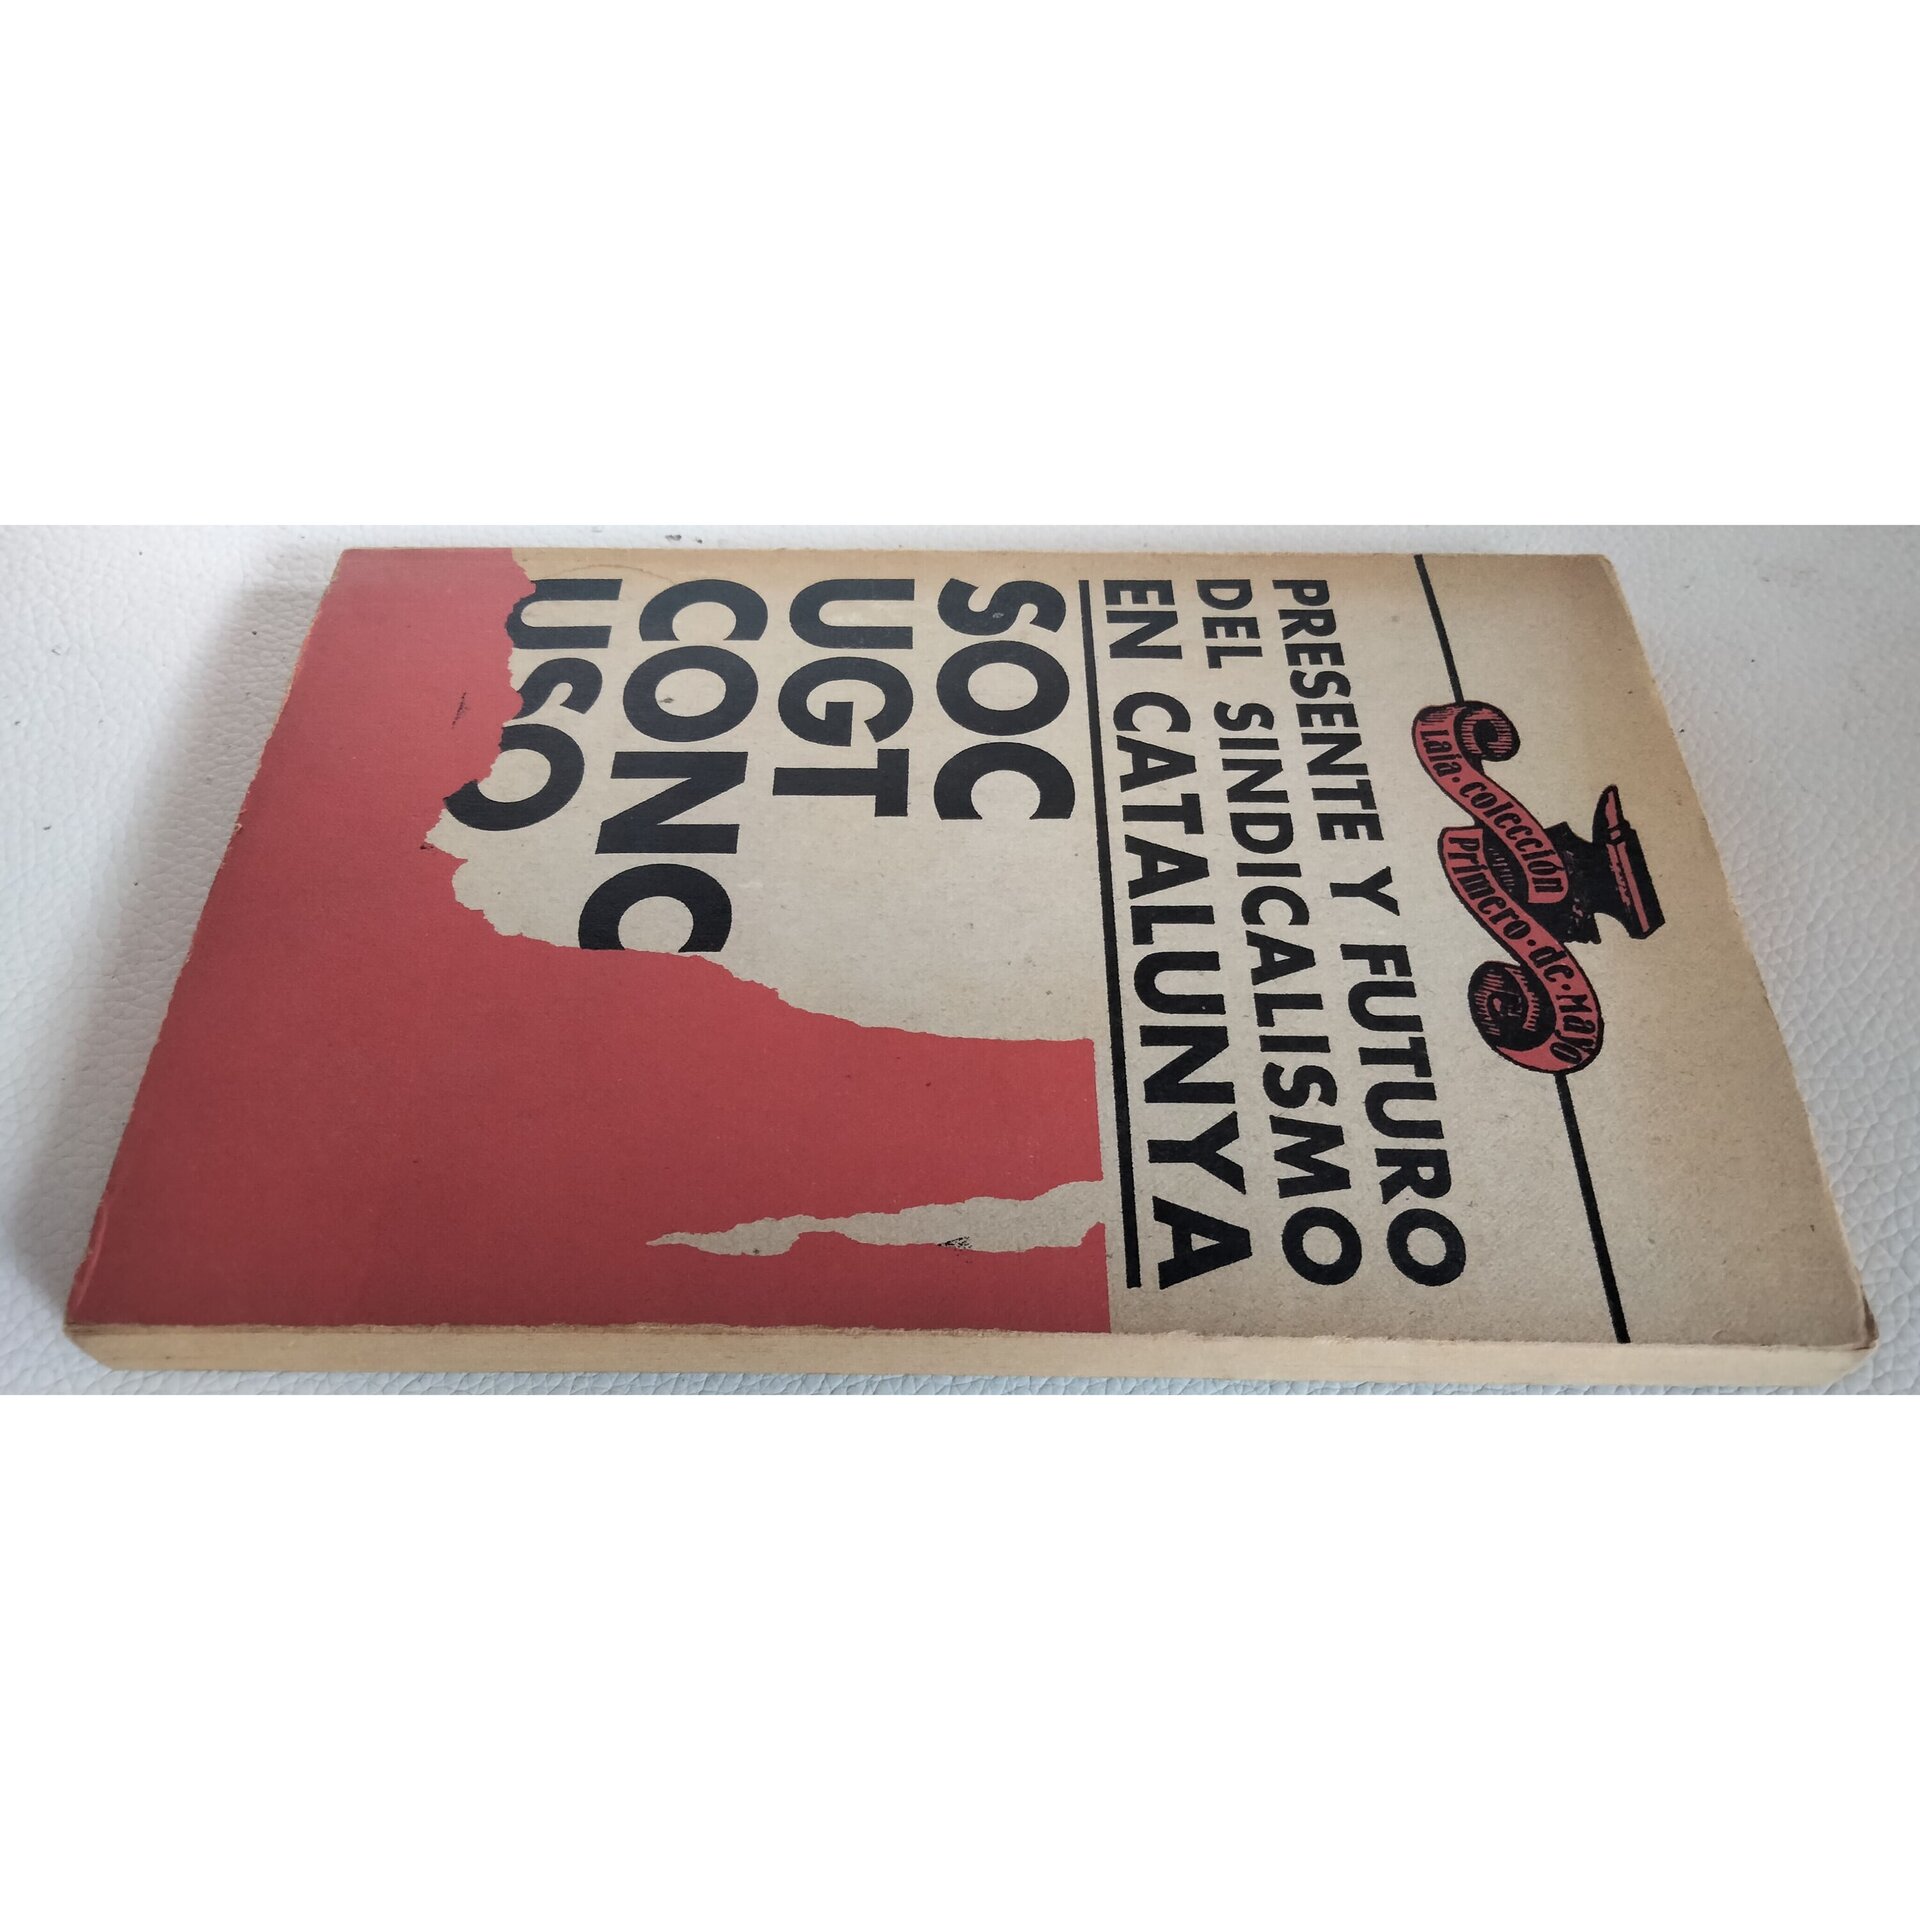 Laia·colección
Primero·de·Mayo
PRESENTE Y FUTURO
DEL SINDICALISMO
EN CATALUNYA
SOC
UGT
CONC
USO